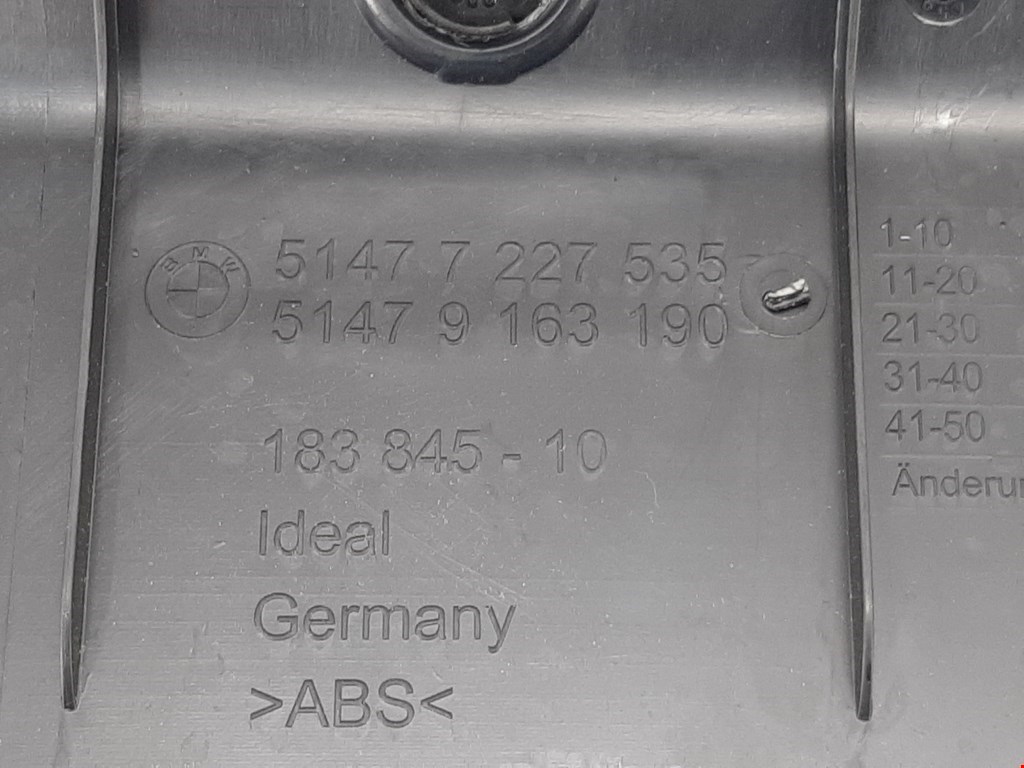 BMW
5147 7 227 535
5147 9 163 190
183 845 - 10
Ideal
Germany
>ABS<
1-10
11-20
21-30
31-40
41-50